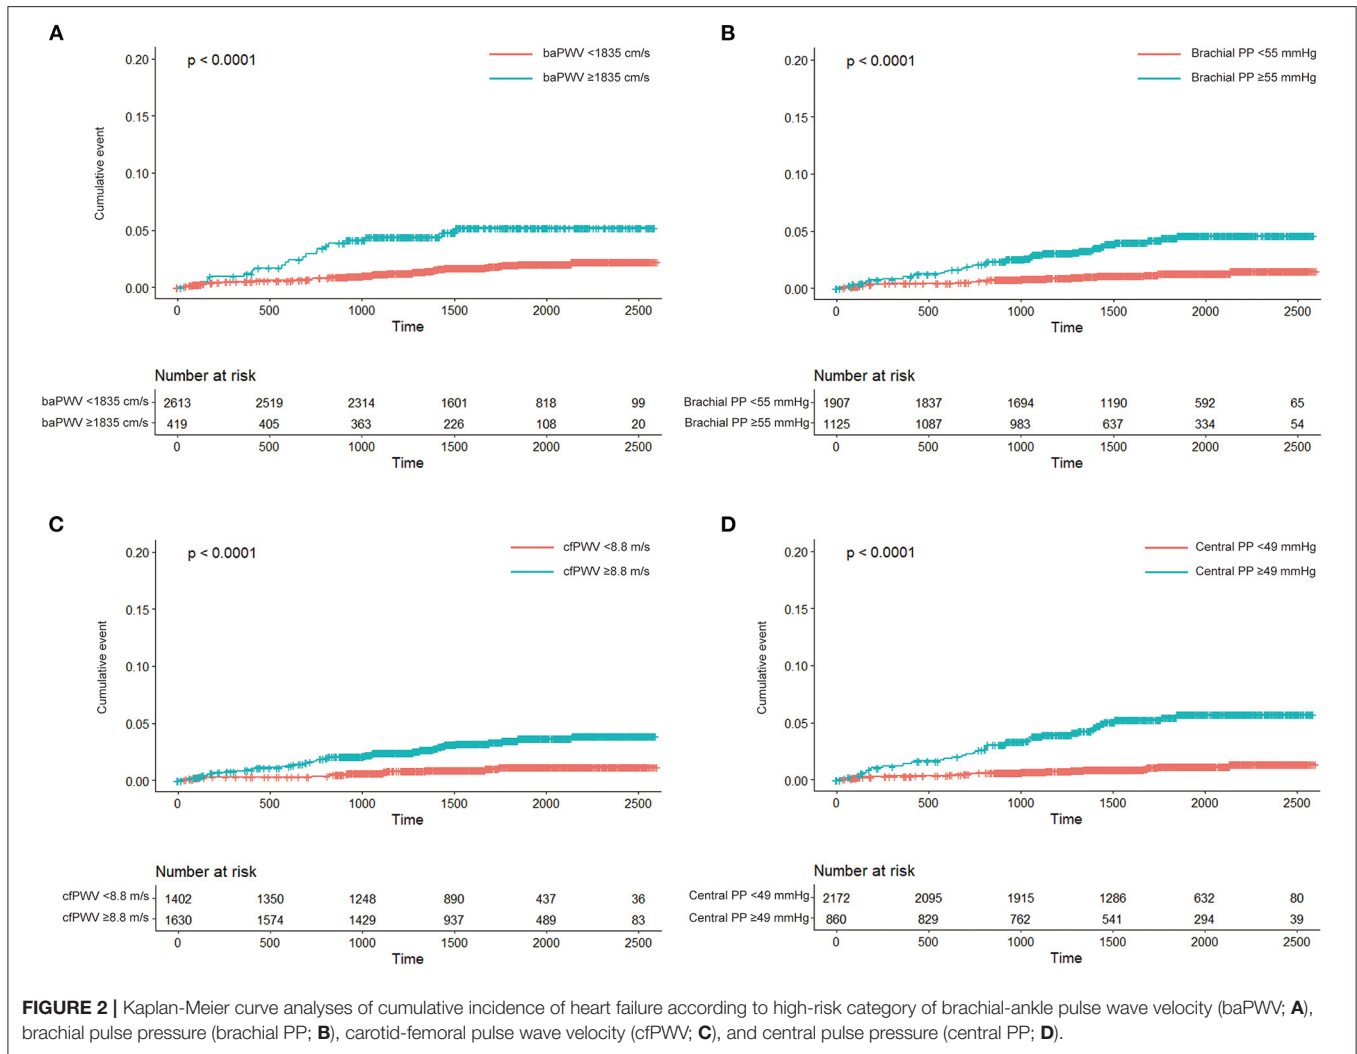 A
p < 0.0001
baPWV <1835 cm/s
baPWV ≥1835 cm/s
Cumulative event
0.20
0.15
0.10
0.05
0.00
0 500 1000 1500 2000 2500
Time
Number at risk
baPWV <1835 cm/s 2613 2519 2314 1601 818 99
baPWV ≥1835 cm/s 419 405 363 226 108 20
0 500 1000 1500 2000 2500
Time
B
p < 0.0001
Brachial PP <55 mmHg
Brachial PP ≥55 mmHg
Cumulative event
0.20
0.15
0.10
0.05
0.00
0 500 1000 1500 2000 2500
Time
Number at risk
Brachial PP <55 mmHg 1907 1837 1694 1190 592 65
Brachial PP ≥55 mmHg 1125 1087 983 637 334 54
0 500 1000 1500 2000 2500
Time
C
p < 0.0001
cfPWV <8.8 m/s
cfPWV ≥8.8 m/s
Cumulative event
0.20
0.15
0.10
0.05
0.00
0 500 1000 1500 2000 2500
Time
Number at risk
cfPWV <8.8 m/s 1402 1350 1248 890 437 36
cfPWV ≥8.8 m/s 1630 1574 1429 937 489 83
0 500 1000 1500 2000 2500
Time
D
p < 0.0001
Central PP <49 mmHg
Central PP ≥49 mmHg
Cumulative event
0.20
0.15
0.10
0.05
0.00
0 500 1000 1500 2000 2500
Time
Number at risk
Central PP <49 mmHg 2172 2095 1915 1286 632 80
Central PP ≥49 mmHg 860 829 762 541 294 39
0 500 1000 1500 2000 2500
Time
FIGURE 2 | Kaplan-Meier curve analyses of cumulative incidence of heart failure according to high-risk category of brachial-ankle pulse wave velocity (baPWV; A),
brachial pulse pressure (brachial PP; B), carotid-femoral pulse wave velocity (cfPWV; C), and central pulse pressure (central PP; D).